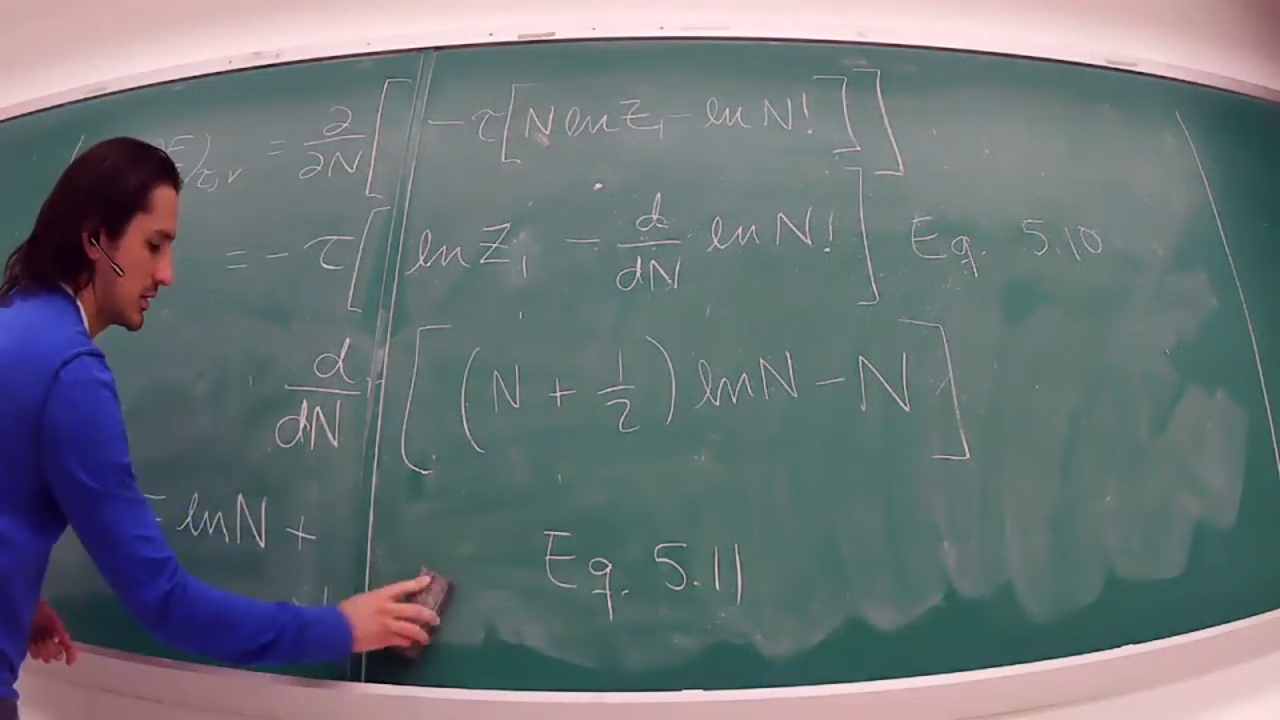 F)τ,V = ∂/∂N [ -τ[N ln Z₁ - ln N!] ]
= -τ[ ln Z₁ - d/dN ln N! ] Eq. 5.10
d/dN [ (N + 1/2) ln N - N ]
= ln N +
Eq. 5.11